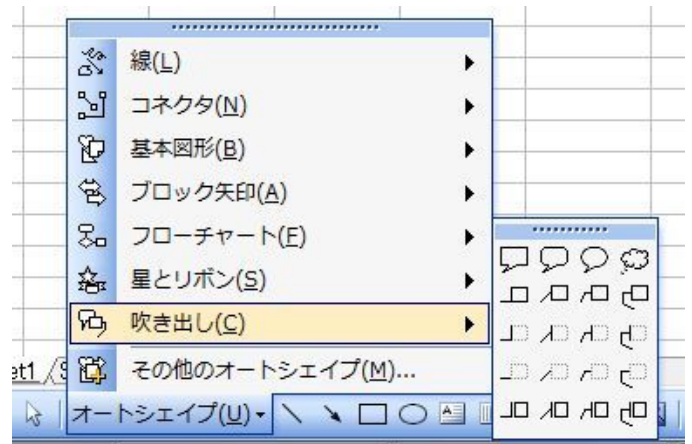 線(L)
コネクタ(N)
基本図形(B)
ブロック矢印(A)
フローチャート(F)
星とリボン(S)
吹き出し(C)
その他のオートシェイプ(M)...
オートシェイプ(U)